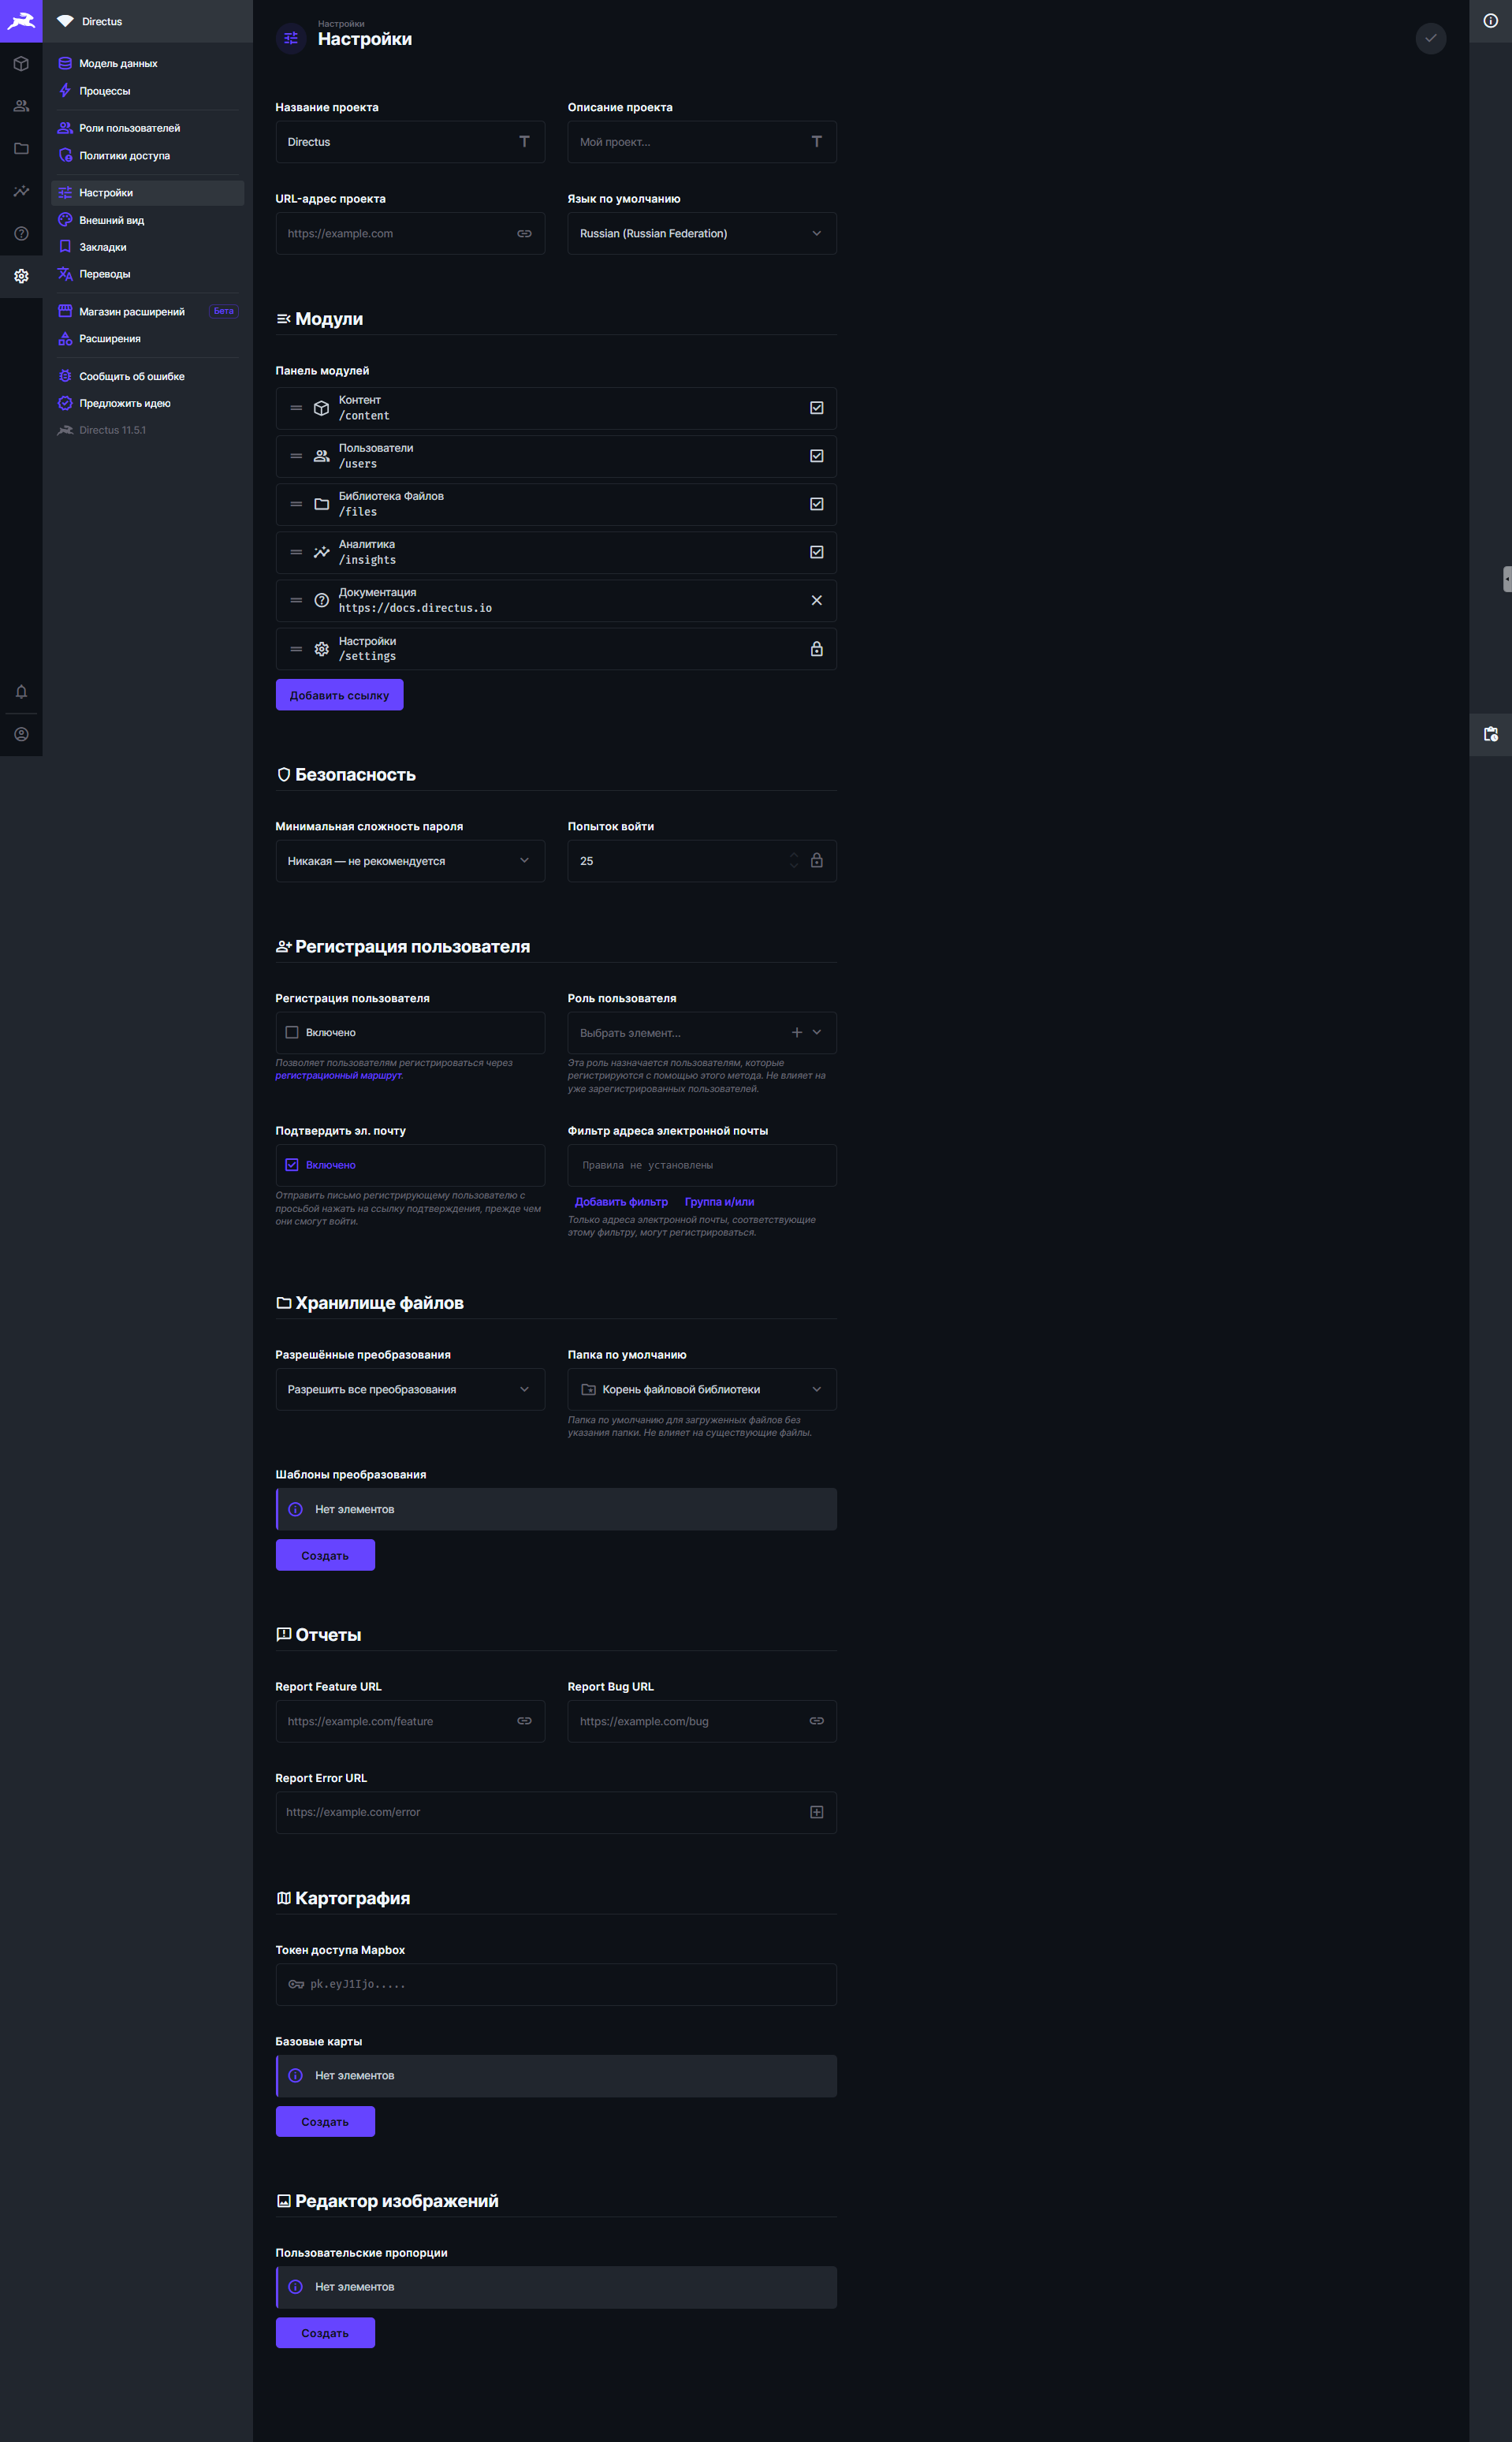 Directus
Модель данных
Процессы
Роли пользователей
Политики доступа
Настройки
Внешний вид
Закладки
Переводы
Магазин расширений Бета
Расширения
Сообщить об ошибке
Предложить идею
Directus 11.5.1
Настройки
Настройки
Название проекта
Directus
Описание проекта
Мой проект...
URL-адрес проекта
https://example.com
Язык по умолчанию
Russian (Russian Federation)
Модули
Панель модулей
Контент
/content
Пользователи
/users
Библиотека Файлов
/files
Аналитика
/insights
Документация
https://docs.directus.io
Настройки
/settings
Добавить ссылку
Безопасность
Минимальная сложность пароля
Никакая — не рекомендуется
Попыток войти
25
Регистрация пользователя
Регистрация пользователя
Включено
Позволяет пользователям регистрироваться через
регистрационный маршрут.
Роль пользователя
Выбрать элемент...
Эта роль назначается пользователям, которые
регистрируются с помощью этого метода. Не влияет на
уже зарегистрированных пользователей.
Подтвердить эл. почту
Включено
Отправить письмо регистрирующему пользователю с
просьбой нажать на ссылку подтверждения, прежде чем
они смогут войти.
Фильтр адреса электронной почты
Правила не установлены
Добавить фильтр Группа и/или
Только адреса электронной почты, соответствующие
этому фильтру, могут регистрироваться.
Хранилище файлов
Разрешённые преобразования
Разрешить все преобразования
Папка по умолчанию
Корень файловой библиотеки
Папка по умолчанию для загруженных файлов без
указания папки. Не влияет на существующие файлы.
Шаблоны преобразования
Нет элементов
Создать
Отчеты
Report Feature URL
https://example.com/feature
Report Bug URL
https://example.com/bug
Report Error URL
https://example.com/error
Картография
Токен доступа Mapbox
pk.eyJ1Ijo.....
Базовые карты
Нет элементов
Создать
Редактор изображений
Пользовательские пропорции
Нет элементов
Создать